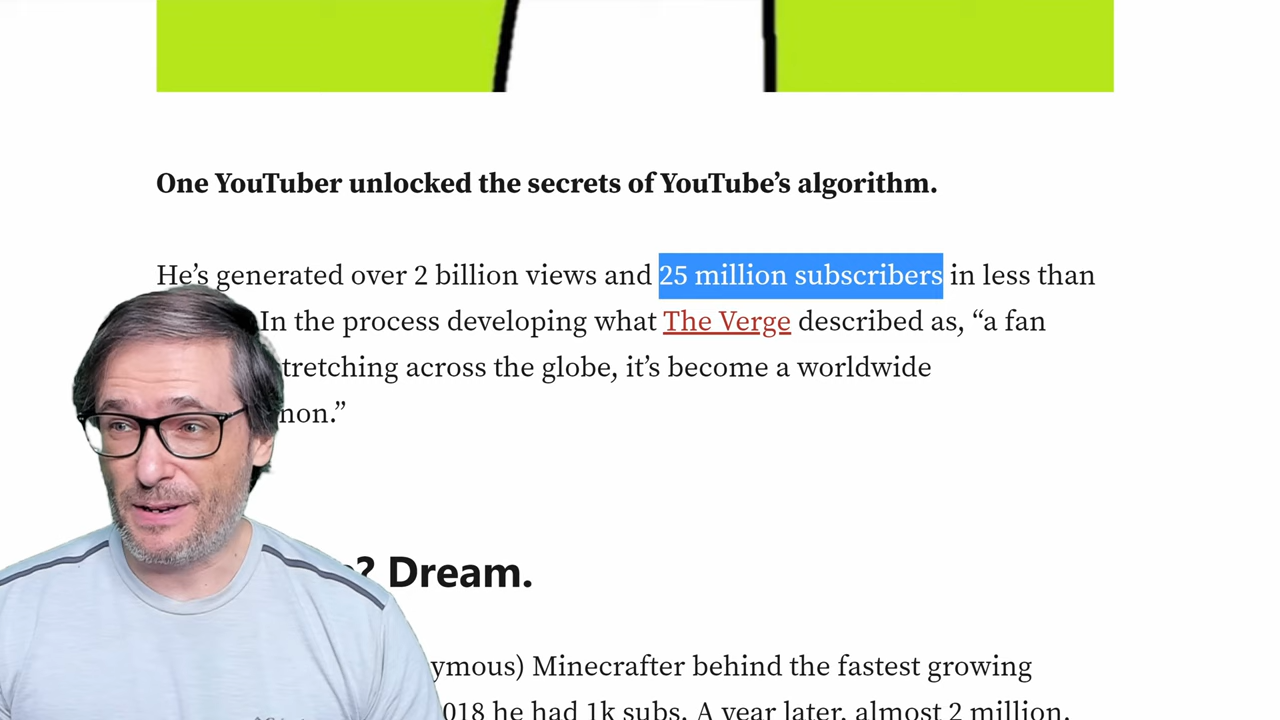 One YouTuber unlocked the secrets of YouTube’s algorithm.
He’s generated over 2 billion views and 25 million subscribers in less than
In the process developing what The Verge described as, “a fan
tretching across the globe, it’s become a worldwide
non.”
? Dream.
ymous) Minecrafter behind the fastest growing
018 he had 1k subs. A year later, almost 2 million.